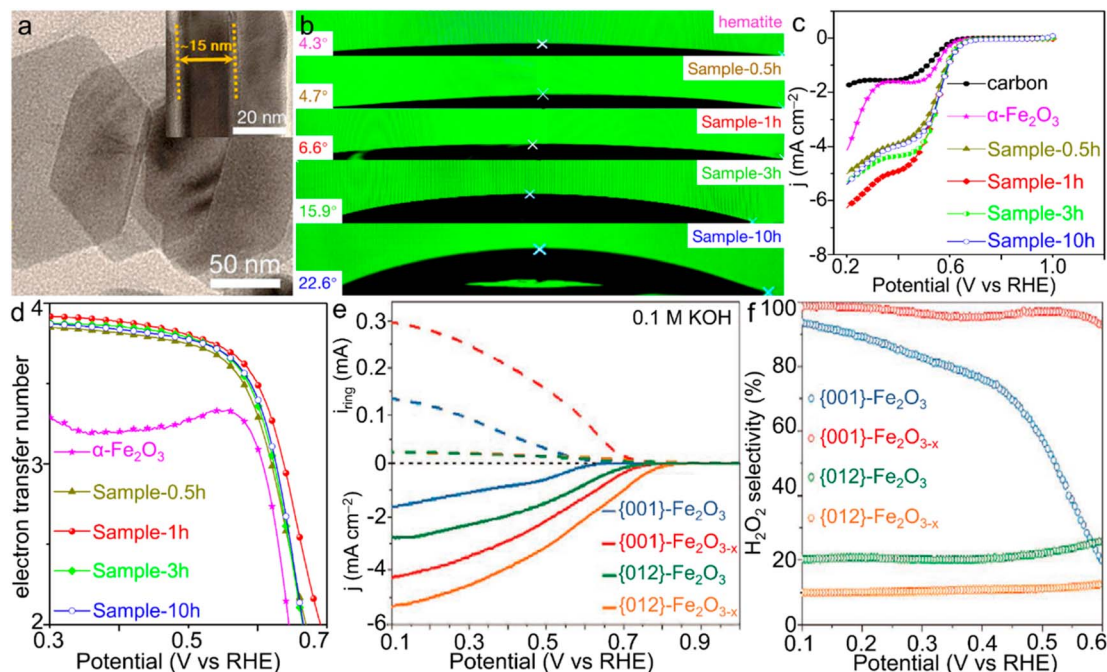 a
~15 nm
20 nm
50 nm
b
hematite
4.3°
Sample-0.5h
4.7°
Sample-1h
6.6°
Sample-3h
15.9°
Sample-10h
22.6°
c
0
-2
-4
-6
-8
j (mA cm⁻²)
carbon
α-Fe₂O₃
Sample-0.5h
Sample-1h
Sample-3h
Sample-10h
0.2 0.6 1.0
Potential (V vs RHE)
d
4
3
2
electron transfer number
α-Fe₂O₃
Sample-0.5h
Sample-1h
Sample-3h
Sample-10h
0.3 0.5 0.7
Potential (V vs RHE)
e
0.1 M KOH
0.3
0.2
0.1
0
-2
-4
-6
j_ring (mA)
j (mA cm⁻²)
{001}-Fe₂O₃
{001}-Fe₂O₃₋ₓ
{012}-Fe₂O₃
{012}-Fe₂O₃₋ₓ
0.1 0.3 0.5 0.7 0.9
Potential (V vs RHE)
f
100
80
60
40
20
0
H₂O₂ selectivity (%)
{001}-Fe₂O₃
{001}-Fe₂O₃₋ₓ
{012}-Fe₂O₃
{012}-Fe₂O₃₋ₓ
0.1 0.2 0.3 0.4 0.5 0.6
Potential (V vs RHE)